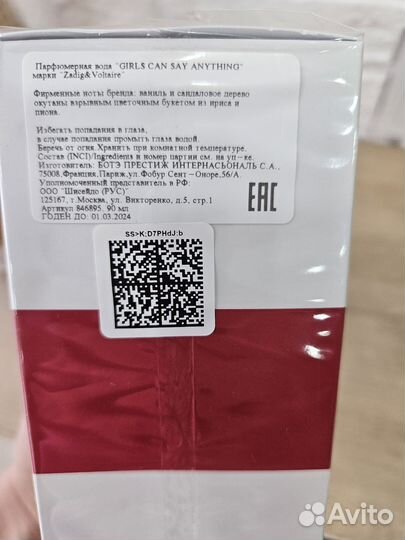 Парфюмерная вода "GIRLS CAN SAY ANYTHING"
марки "Zadig&Voltaire"
Фирменные ноты бренда: ваниль и сандаловое дерево
окутаны взрывным цветочным букетом из ириса и
пиона.
Избегать попадания в глаза,
в случае попадания промыть глаза водой.
Беречь от огня.Хранить при комнатной температуре.
Состав (INCI)/Ingredients и номер партии см. на уп-ке.
Изготовитель: БОТЭ ПРЕСТИЖ ИНТЕРНАСЬОНАЛЬ С.А.,
75008,Франция,Париж,ул.Фобур Сент-Оноре,56/А.
Уполномоченный представитель в РФ:
ООО "Шисейдо (РУС)"
125167, г.Москва, ул. Викторенко, д.5, стр.1
Артикул 846895. 90 мл
ГОДЕН ДО: 01.03.2024
EAC
SS>K;D7PHdJ:b
Avito